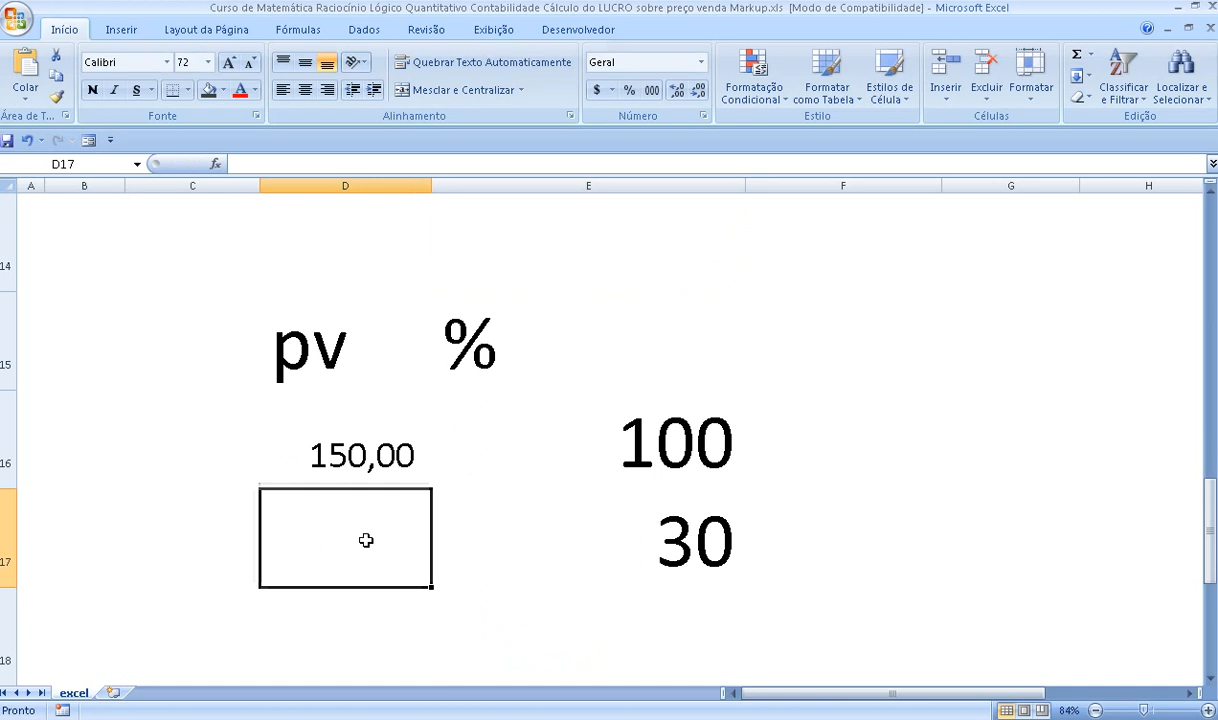 Curso de Matemática Raciocínio Lógico Quantitativo Contabilidade Cálculo do LUCRO sobre preço venda Markup.xls [Modo de Compatibilidade] - Microsoft Excel
Início Inserir Layout da Página Fórmulas Dados Revisão Exibição Desenvolvedor
Colar
Calibri 72
N I S
Quebrar Texto Automaticamente
Mesclar e Centralizar
Geral
$ % 000
Formatação Condicional
Formatar como Tabela
Estilos de Célula
Inserir Excluir Formatar
Classificar e Filtrar
Localizar e Selecionar
Área de T... Fonte Alinhamento Número Estilo Células Edição
D17 fx
A B C D E F G H
14
15 pv %
16 150,00 100
17 30
18
excel
Pronto 84%